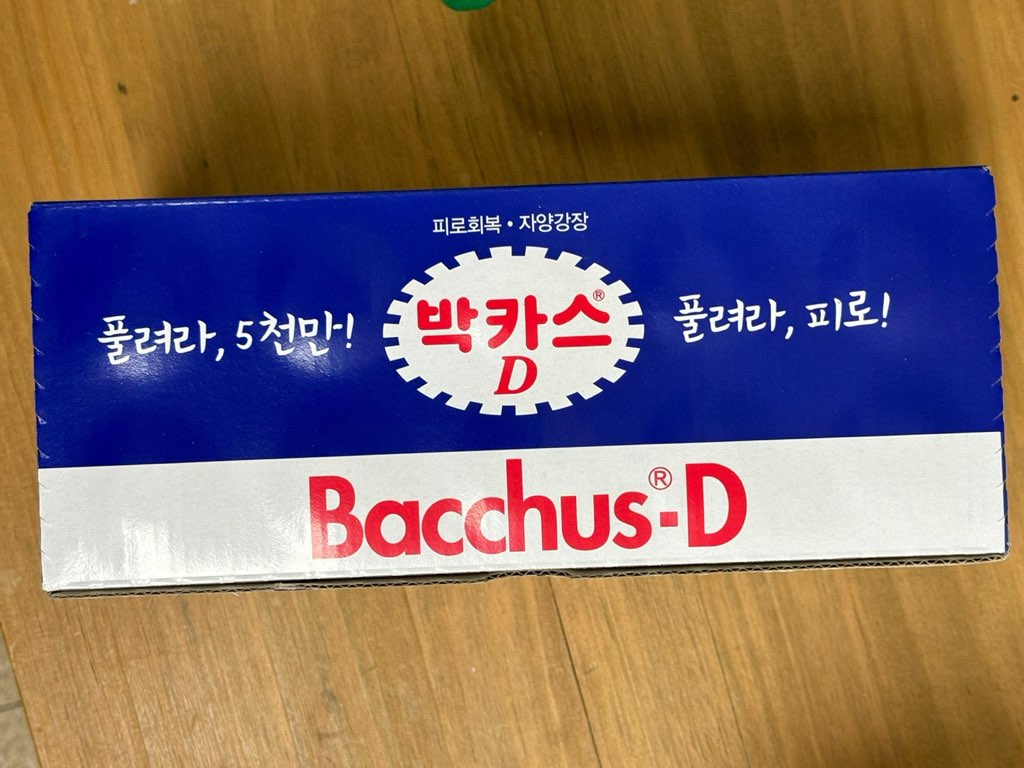 피로회복 • 자양강장
풀려라, 5천만!
박카스®
D
풀려라, 피로!
Bacchus®-D